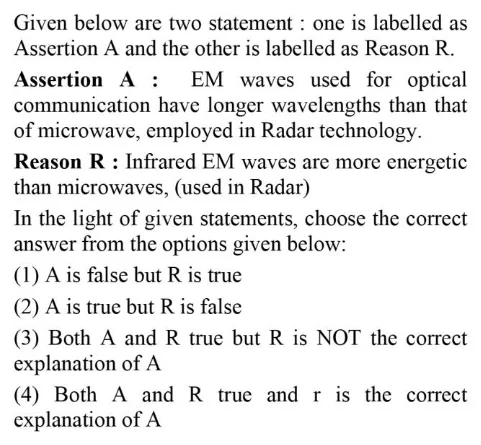 Given below are two statement : one is labelled as
Assertion A and the other is labelled as Reason R.
Assertion A : EM waves used for optical
communication have longer wavelengths than that
of microwave, employed in Radar technology.
Reason R : Infrared EM waves are more energetic
than microwaves, (used in Radar)
In the light of given statements, choose the correct
answer from the options given below:
(1) A is false but R is true
(2) A is true but R is false
(3) Both A and R true but R is NOT the correct
explanation of A
(4) Both A and R true and r is the correct
explanation of A